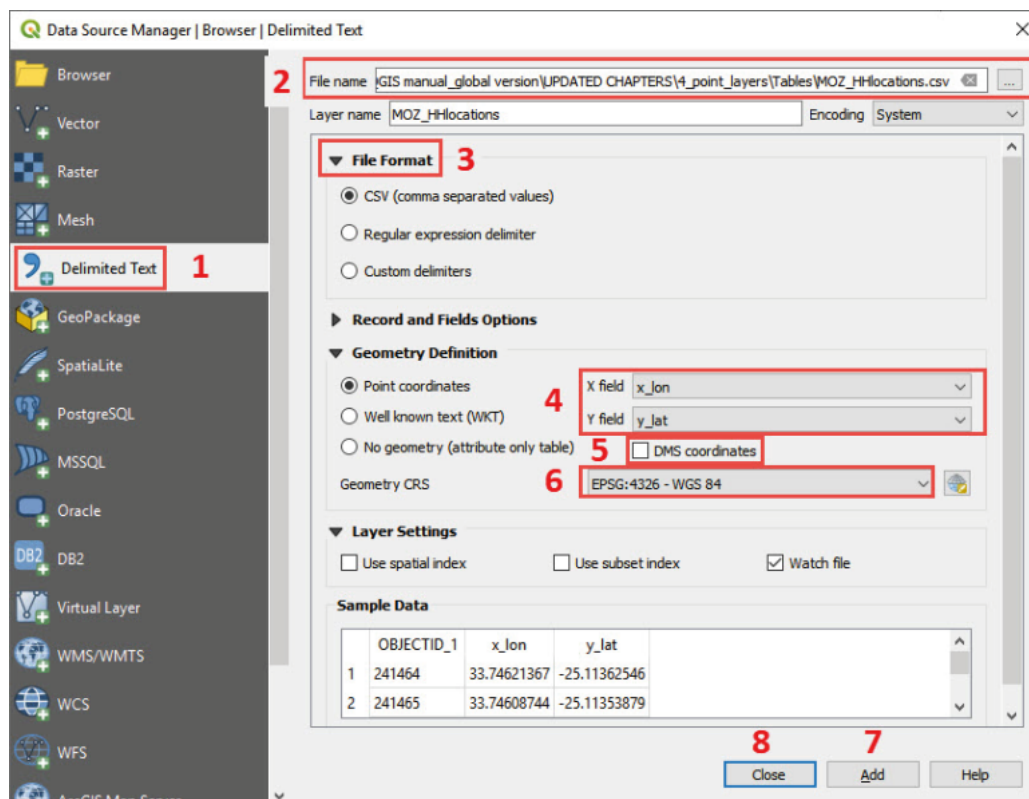 Data Source Manager | Browser | Delimited Text
Browser
Vector
Raster
Mesh
Delimited Text 1
GeoPackage
SpatiaLite
PostgreSQL
MSSQL
Oracle
DB2 DB2
Virtual Layer
WMS/WMTS
WCS
WFS
2 File name GIS manual_global version\UPDATED CHAPTERS\4_point_layers\Tables\MOZ_HHlocations.csv ...
Layer name MOZ_HHlocations Encoding System
File Format 3
CSV (comma separated values)
Regular expression delimiter
Custom delimiters
Record and Fields Options
Geometry Definition
Point coordinates 4 X field x_lon
Well known text (WKT) Y field y_lat
No geometry (attribute only table) 5 DMS coordinates
Geometry CRS 6 EPSG:4326 - WGS 84
Layer Settings
Use spatial index Use subset index Watch file
Sample Data
OBJECTID_1 x_lon y_lat
1 241464 33.74621367 -25.11362546
2 241465 33.74608744 -25.11353879
8 7
Close Add Help